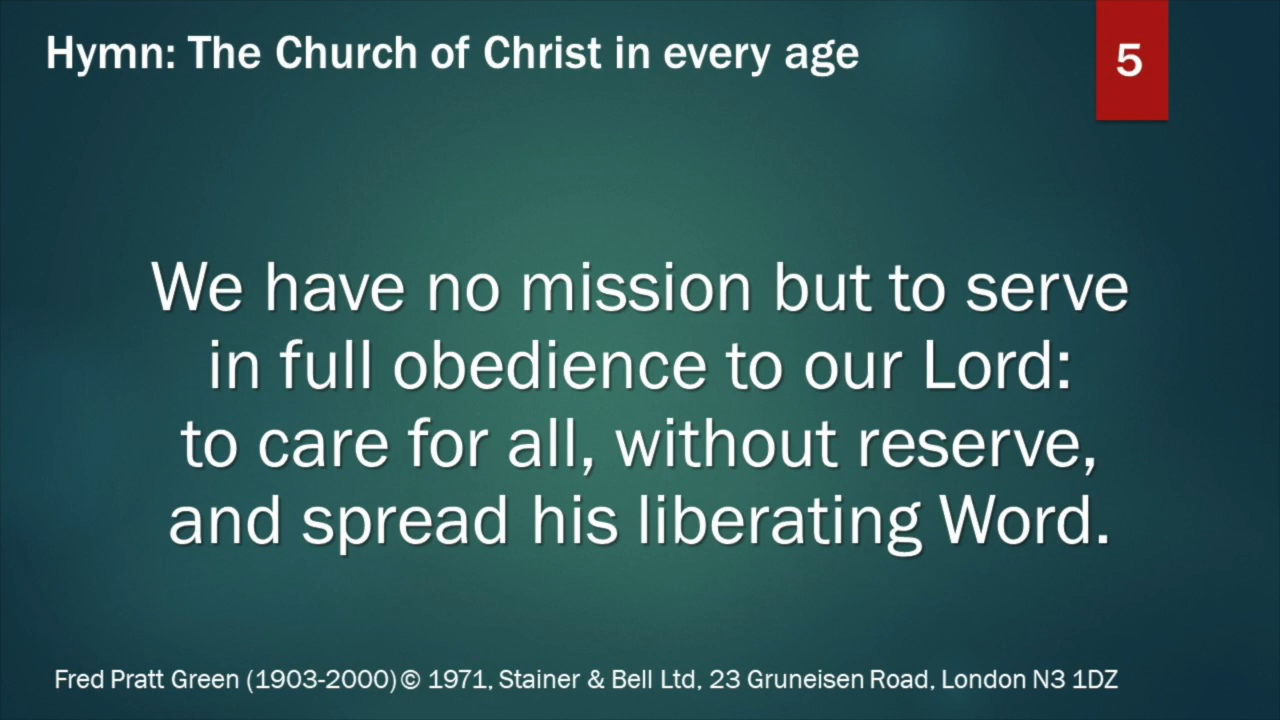 Hymn: The Church of Christ in every age
5
We have no mission but to serve
in full obedience to our Lord:
to care for all, without reserve,
and spread his liberating Word.
Fred Pratt Green (1903-2000) © 1971, Stainer & Bell Ltd, 23 Gruneisen Road, London N3 1DZ